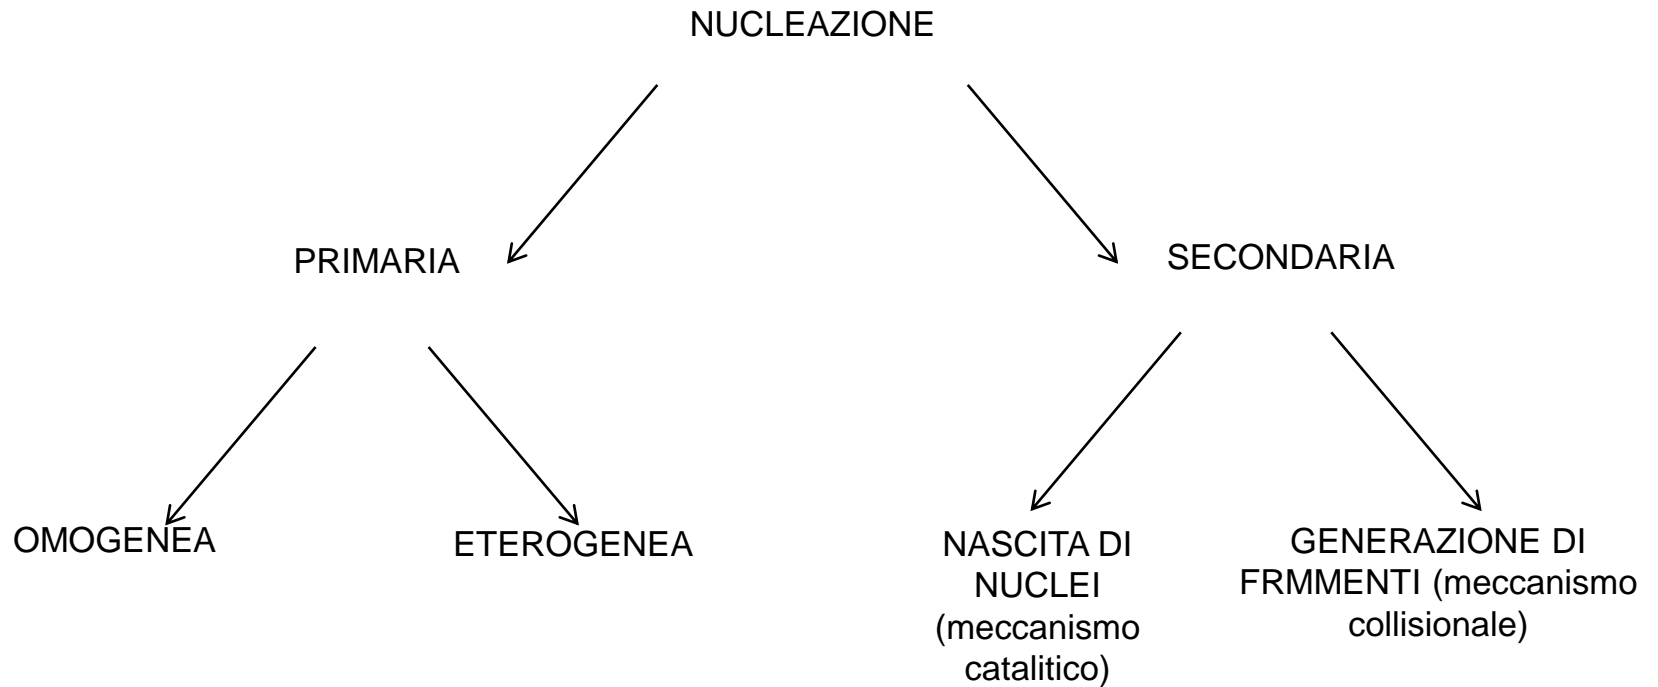 NUCLEAZIONE
PRIMARIA
SECONDARIA
OMOGENEA
ETEROGENEA
NASCITA DI
NUCLEI
(meccanismo
catalitico)
GENERAZIONE DI
FRMMENTI (meccanismo
collisionale)